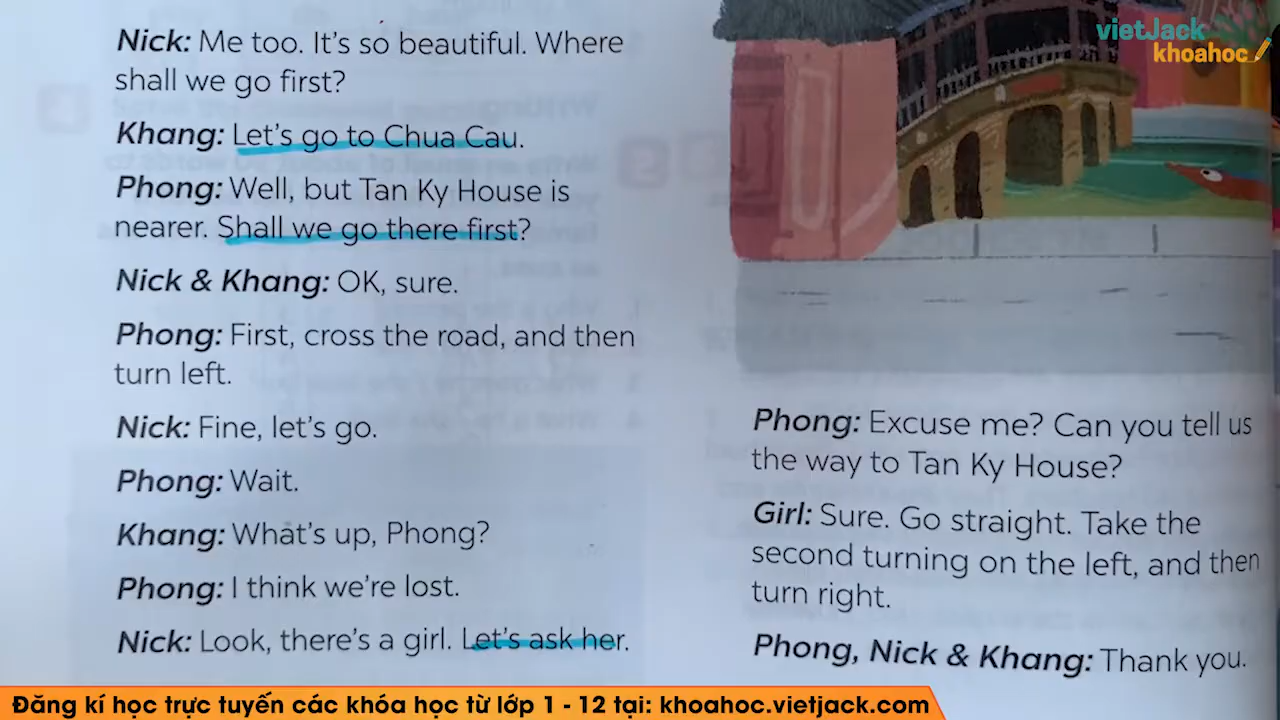 Nick: Me too. It's so beautiful. Where
shall we go first?
Khang: Let's go to Chua Cau.
Phong: Well, but Tan Ky House is
nearer. Shall we go there first?
Nick & Khang: OK, sure.
Phong: First, cross the road, and then
turn left.
Nick: Fine, let's go.
Phong: Wait.
Khang: What's up, Phong?
Phong: I think we're lost.
Nick: Look, there's a girl. Let's ask her.
vietJack
khoahoc
Phong: Excuse me? Can you tell us
the way to Tan Ky House?
Girl: Sure. Go straight. Take the
second turning on the left, and then
turn right.
Phong, Nick & Khang: Thank you.
Đăng kí học trực tuyến các khóa học từ lớp 1 - 12 tại: khoahoc.vietjack.com